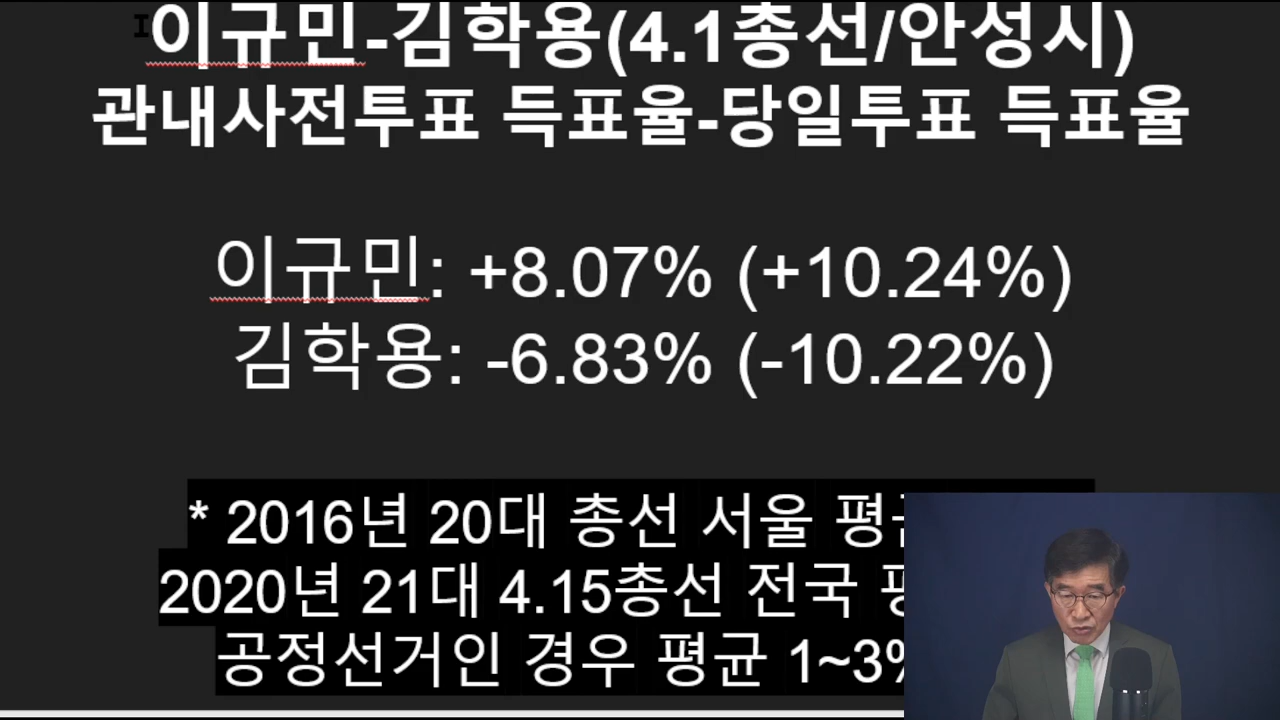 이규민-김학용(4.1총선/안성시)
관내사전투표 득표율-당일투표 득표율
이규민: +8.07% (+10.24%)
김학용: -6.83% (-10.22%)
* 2016년 20대 총선 서울
2020년 21대 4.15총선 전국
공정선거인 경우 평균 1~3%